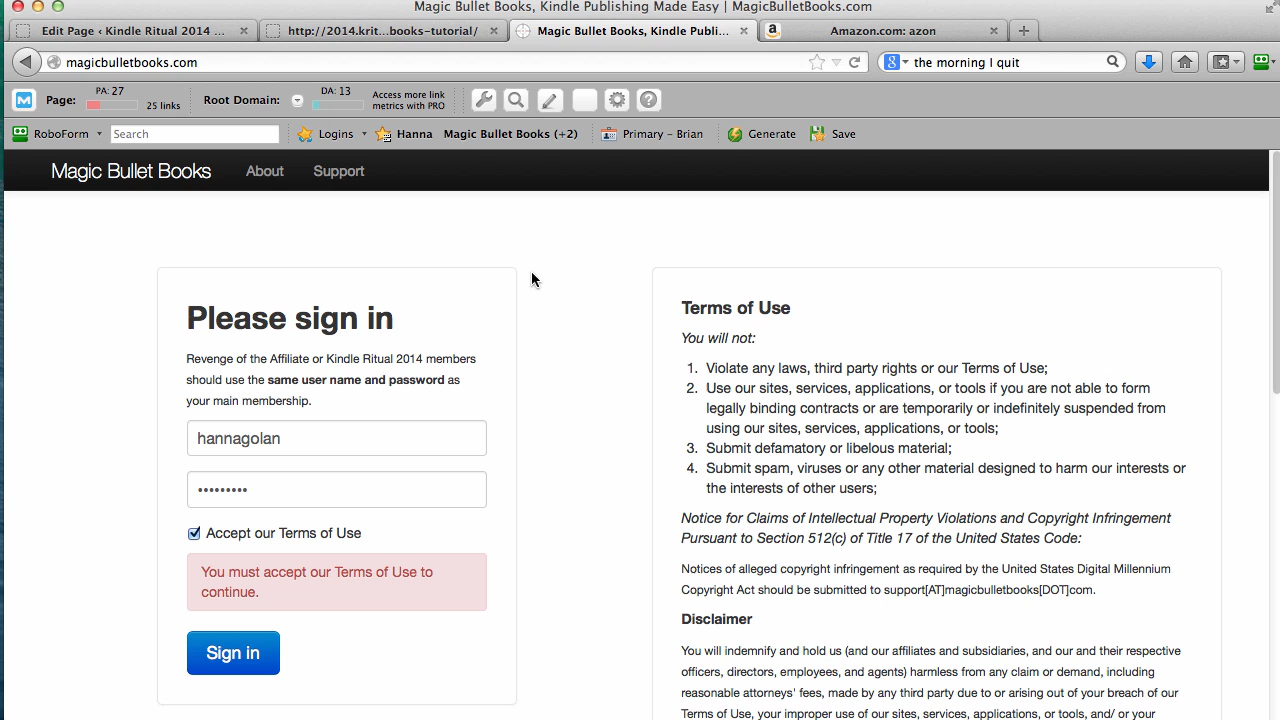 Magic Bullet Books, Kindle Publishing Made Easy | MagicBulletBooks.com
Edit Page ‹ Kindle Ritual 2014 ...
http://2014.krit...books-tutorial/
Magic Bullet Books, Kindle Publi...
Amazon.com: azon
magicbulletbooks.com
the morning I quit
Page:
PA: 27
25 links
Root Domain:
DA: 13
Access more link
metrics with PRO
RoboForm
Search
Logins
Hanna
Magic Bullet Books (+2)
Primary - Brian
Generate
Save
Magic Bullet Books
About
Support
Please sign in
Revenge of the Affiliate or Kindle Ritual 2014 members
should use the same user name and password as
your main membership.
hannagolan
•••••••••
Accept our Terms of Use
You must accept our Terms of Use to
continue.
Sign in
Terms of Use
You will not:
1. Violate any laws, third party rights or our Terms of Use;
2. Use our sites, services, applications, or tools if you are not able to form
legally binding contracts or are temporarily or indefinitely suspended from
using our sites, services, applications, or tools;
3. Submit defamatory or libelous material;
4. Submit spam, viruses or any other material designed to harm our interests or
the interests of other users;
Notice for Claims of Intellectual Property Violations and Copyright Infringement
Pursuant to Section 512(c) of Title 17 of the United States Code:
Notices of alleged copyright infringement as required by the United States Digital Millennium
Copyright Act should be submitted to support[AT]magicbulletbooks[DOT]com.
Disclaimer
You will indemnify and hold us (and our affiliates and subsidiaries, and our and their respective
officers, directors, employees, and agents) harmless from any claim or demand, including
reasonable attorneys' fees, made by any third party due to or arising out of your breach of our
Terms of Use, your improper use of our sites, services, applications, or tools, and/ or your